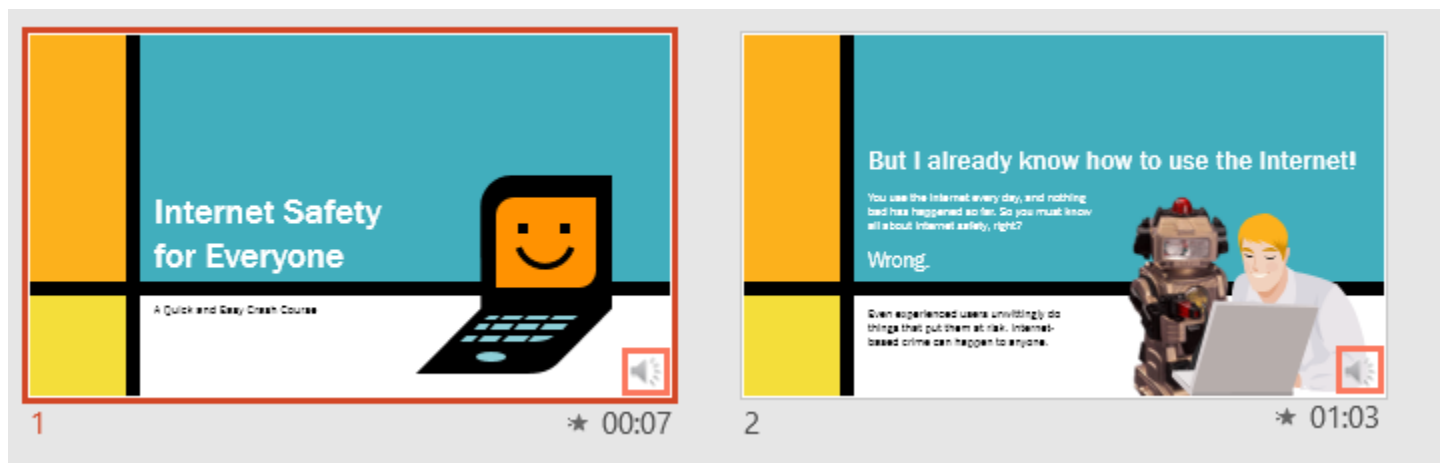 Internet Safety
for Everyone
A Quick and Easy Crash Course
1
00:07
But I already know how to use the Internet!
You use the Internet every day, and nothing
bad has happened so far. So you must know
all about Internet safety, right?
Wrong.
Even experienced users unwittingly do
things that put them at risk. Internet-
based crime can happen to anyone.
2
01:03